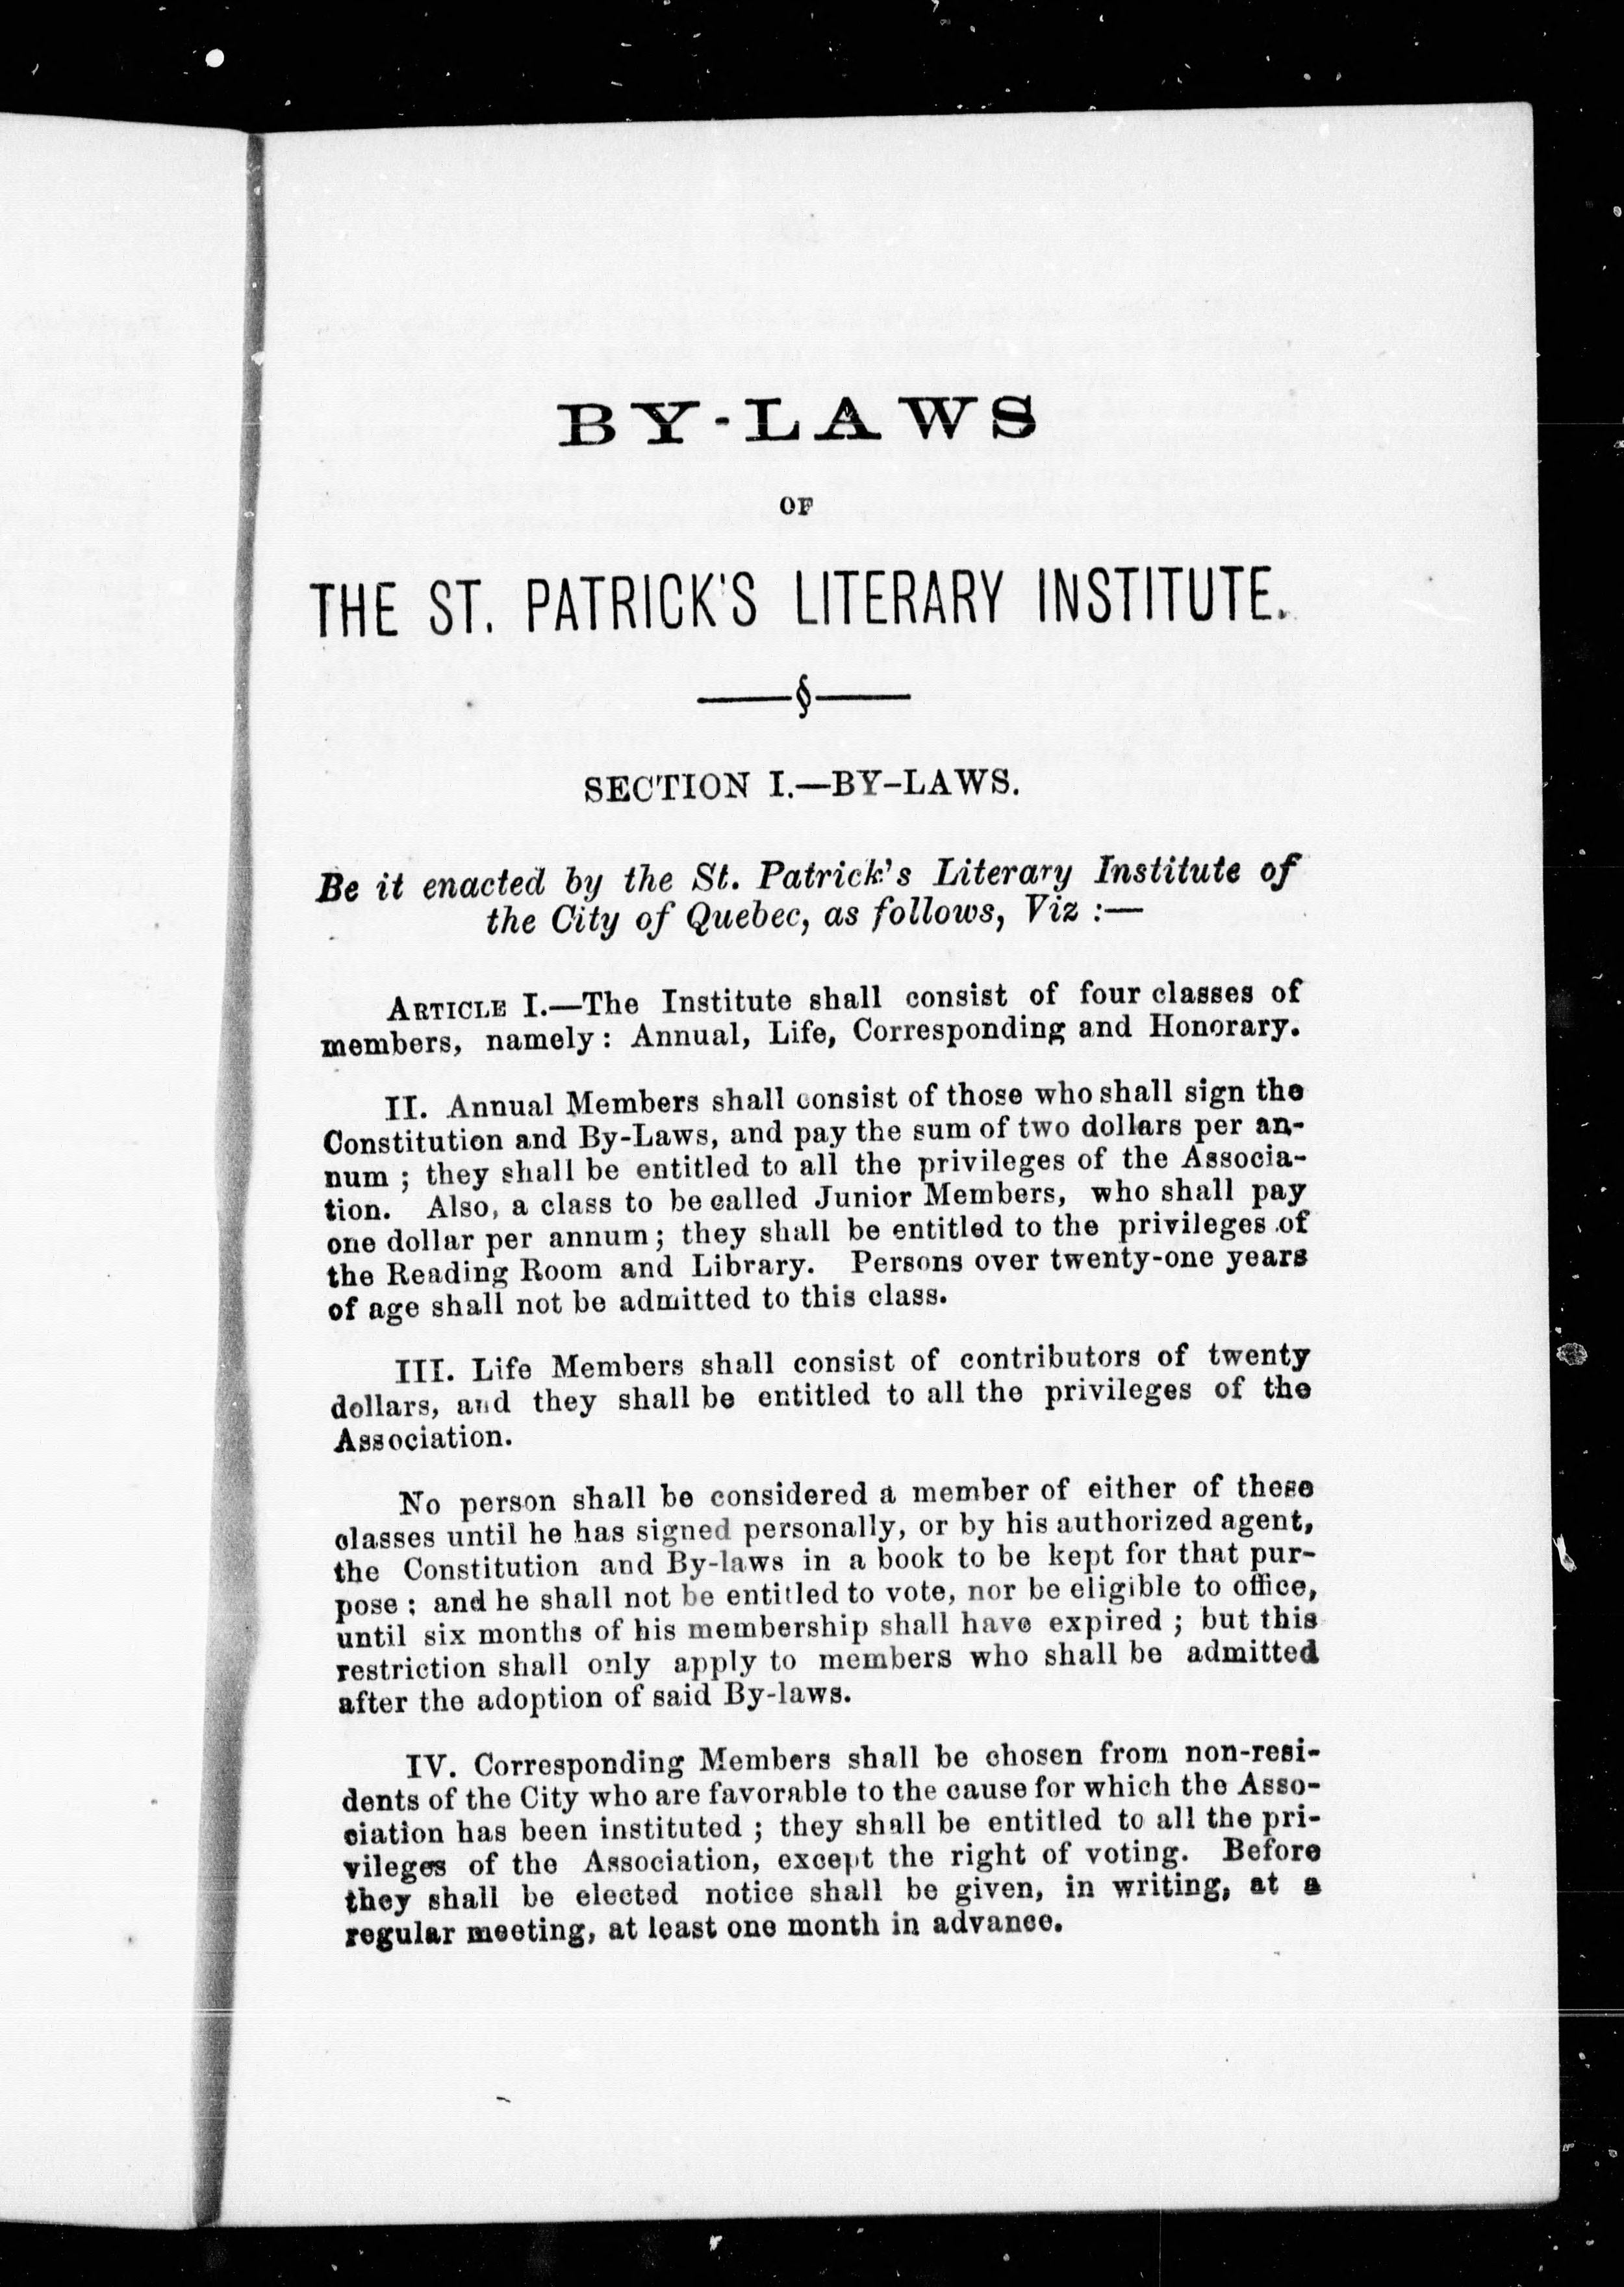 BY-LAWS
OF
THE ST. PATRICK'S LITERARY INSTITUTE.
§
SECTION I.—BY-LAWS.
Be it enacted by the St. Patrick's Literary Institute of
the City of Quebec, as follows, Viz :—
ARTICLE I.—The Institute shall consist of four classes of
members, namely: Annual, Life, Corresponding and Honorary.
II. Annual Members shall consist of those who shall sign the
Constitution and By-Laws, and pay the sum of two dollars per an-
num ; they shall be entitled to all the privileges of the Associa-
tion. Also, a class to be called Junior Members, who shall pay
one dollar per annum; they shall be entitled to the privileges of
the Reading Room and Library. Persons over twenty-one years
of age shall not be admitted to this class.
III. Life Members shall consist of contributors of twenty
dollars, and they shall be entitled to all the privileges of the
Association.
No person shall be considered a member of either of these
classes until he has signed personally, or by his authorized agent,
the Constitution and By-laws in a book to be kept for that pur-
pose ; and he shall not be entitled to vote, nor be eligible to office,
until six months of his membership shall have expired ; but this
restriction shall only apply to members who shall be admitted
after the adoption of said By-laws.
IV. Corresponding Members shall be chosen from non-resi-
dents of the City who are favorable to the cause for which the Asso-
ciation has been instituted ; they shall be entitled to all the pri-
vileges of the Association, except the right of voting. Before
they shall be elected notice shall be given, in writing, at a
regular meeting, at least one month in advance.